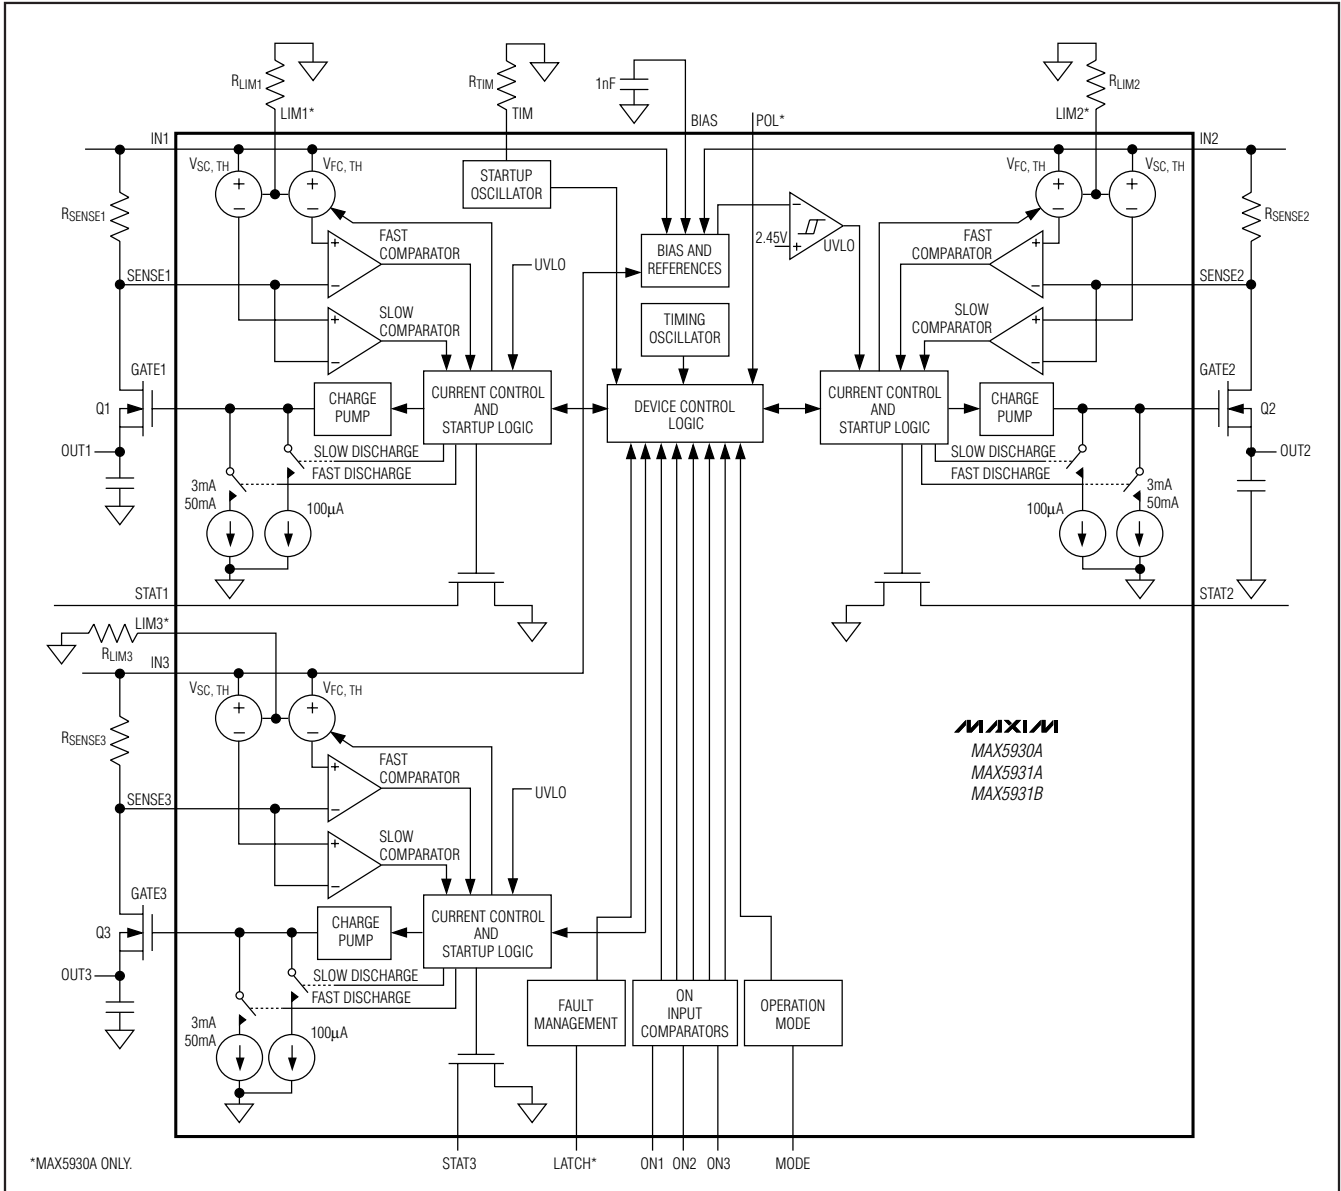 RLIM1
RTIM
1nF
RLIM2
LIM1*
TIM
BIAS
POL*
LIM2*
IN1
IN2
VSC, TH
VFC, TH
STARTUP
OSCILLATOR
VFC, TH
VSC, TH
+
−
+
−
+
−
+
−
RSENSE1
RSENSE2
FAST
COMPARATOR
UVLO
BIAS AND
REFERENCES
2.45V
−
+
UVLO
FAST
COMPARATOR
+
−
+
−
SENSE1
SENSE2
SLOW
COMPARATOR
TIMING
OSCILLATOR
SLOW
COMPARATOR
+
−
+
−
GATE1
GATE2
Q1
Q2
CHARGE
PUMP
CURRENT CONTROL
AND
STARTUP LOGIC
DEVICE CONTROL
LOGIC
CURRENT CONTROL
AND
STARTUP LOGIC
CHARGE
PUMP
OUT1
OUT2
SLOW DISCHARGE
FAST DISCHARGE
SLOW DISCHARGE
FAST DISCHARGE
3mA
50mA
100µA
100µA
3mA
50mA
STAT1
STAT2
LIM3*
RLIM3
IN3
VSC, TH
VFC, TH
+
−
+
−
RSENSE3
FAST
COMPARATOR
+
−
UVLO
SENSE3
SLOW
COMPARATOR
+
−
MAXIM
MAX5930A
MAX5931A
MAX5931B
GATE3
Q3
CHARGE
PUMP
CURRENT CONTROL
AND
STARTUP LOGIC
OUT3
SLOW DISCHARGE
FAST DISCHARGE
3mA
50mA
100µA
FAULT
MANAGEMENT
ON
INPUT
COMPARATORS
OPERATION
MODE
*MAX5930A ONLY.
STAT3
LATCH*
ON1
ON2
ON3
MODE